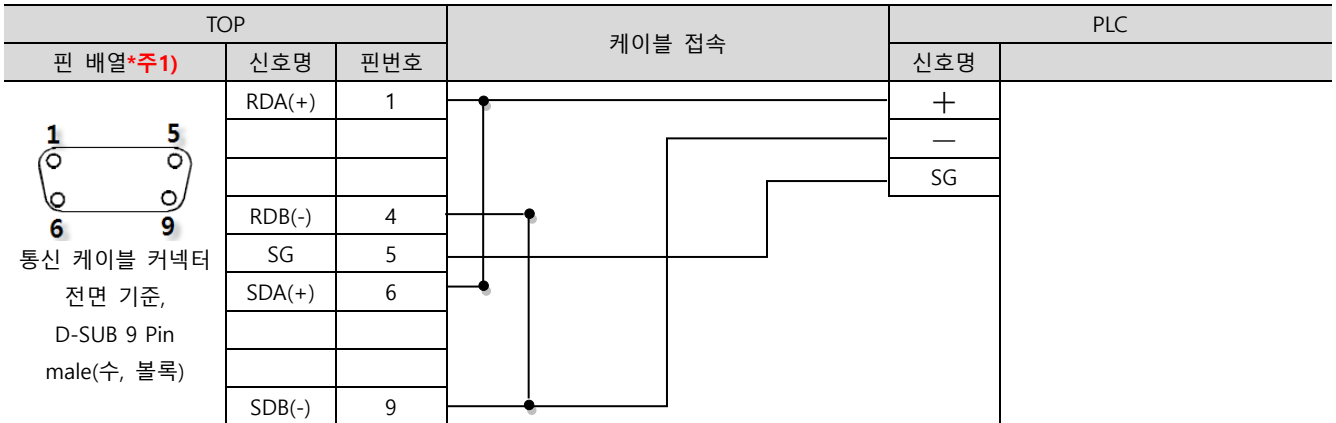 TOP 케이블 접속 PLC
핀 배열*주1) 신호명 핀번호 신호명
RDA(+) 1 +
1 5
—
SG
6 9
RDB(-) 4
통신 케이블 커넥터
SG 5
전면 기준,
SDA(+) 6
D-SUB 9 Pin
male(수, 볼록)
SDB(-) 9